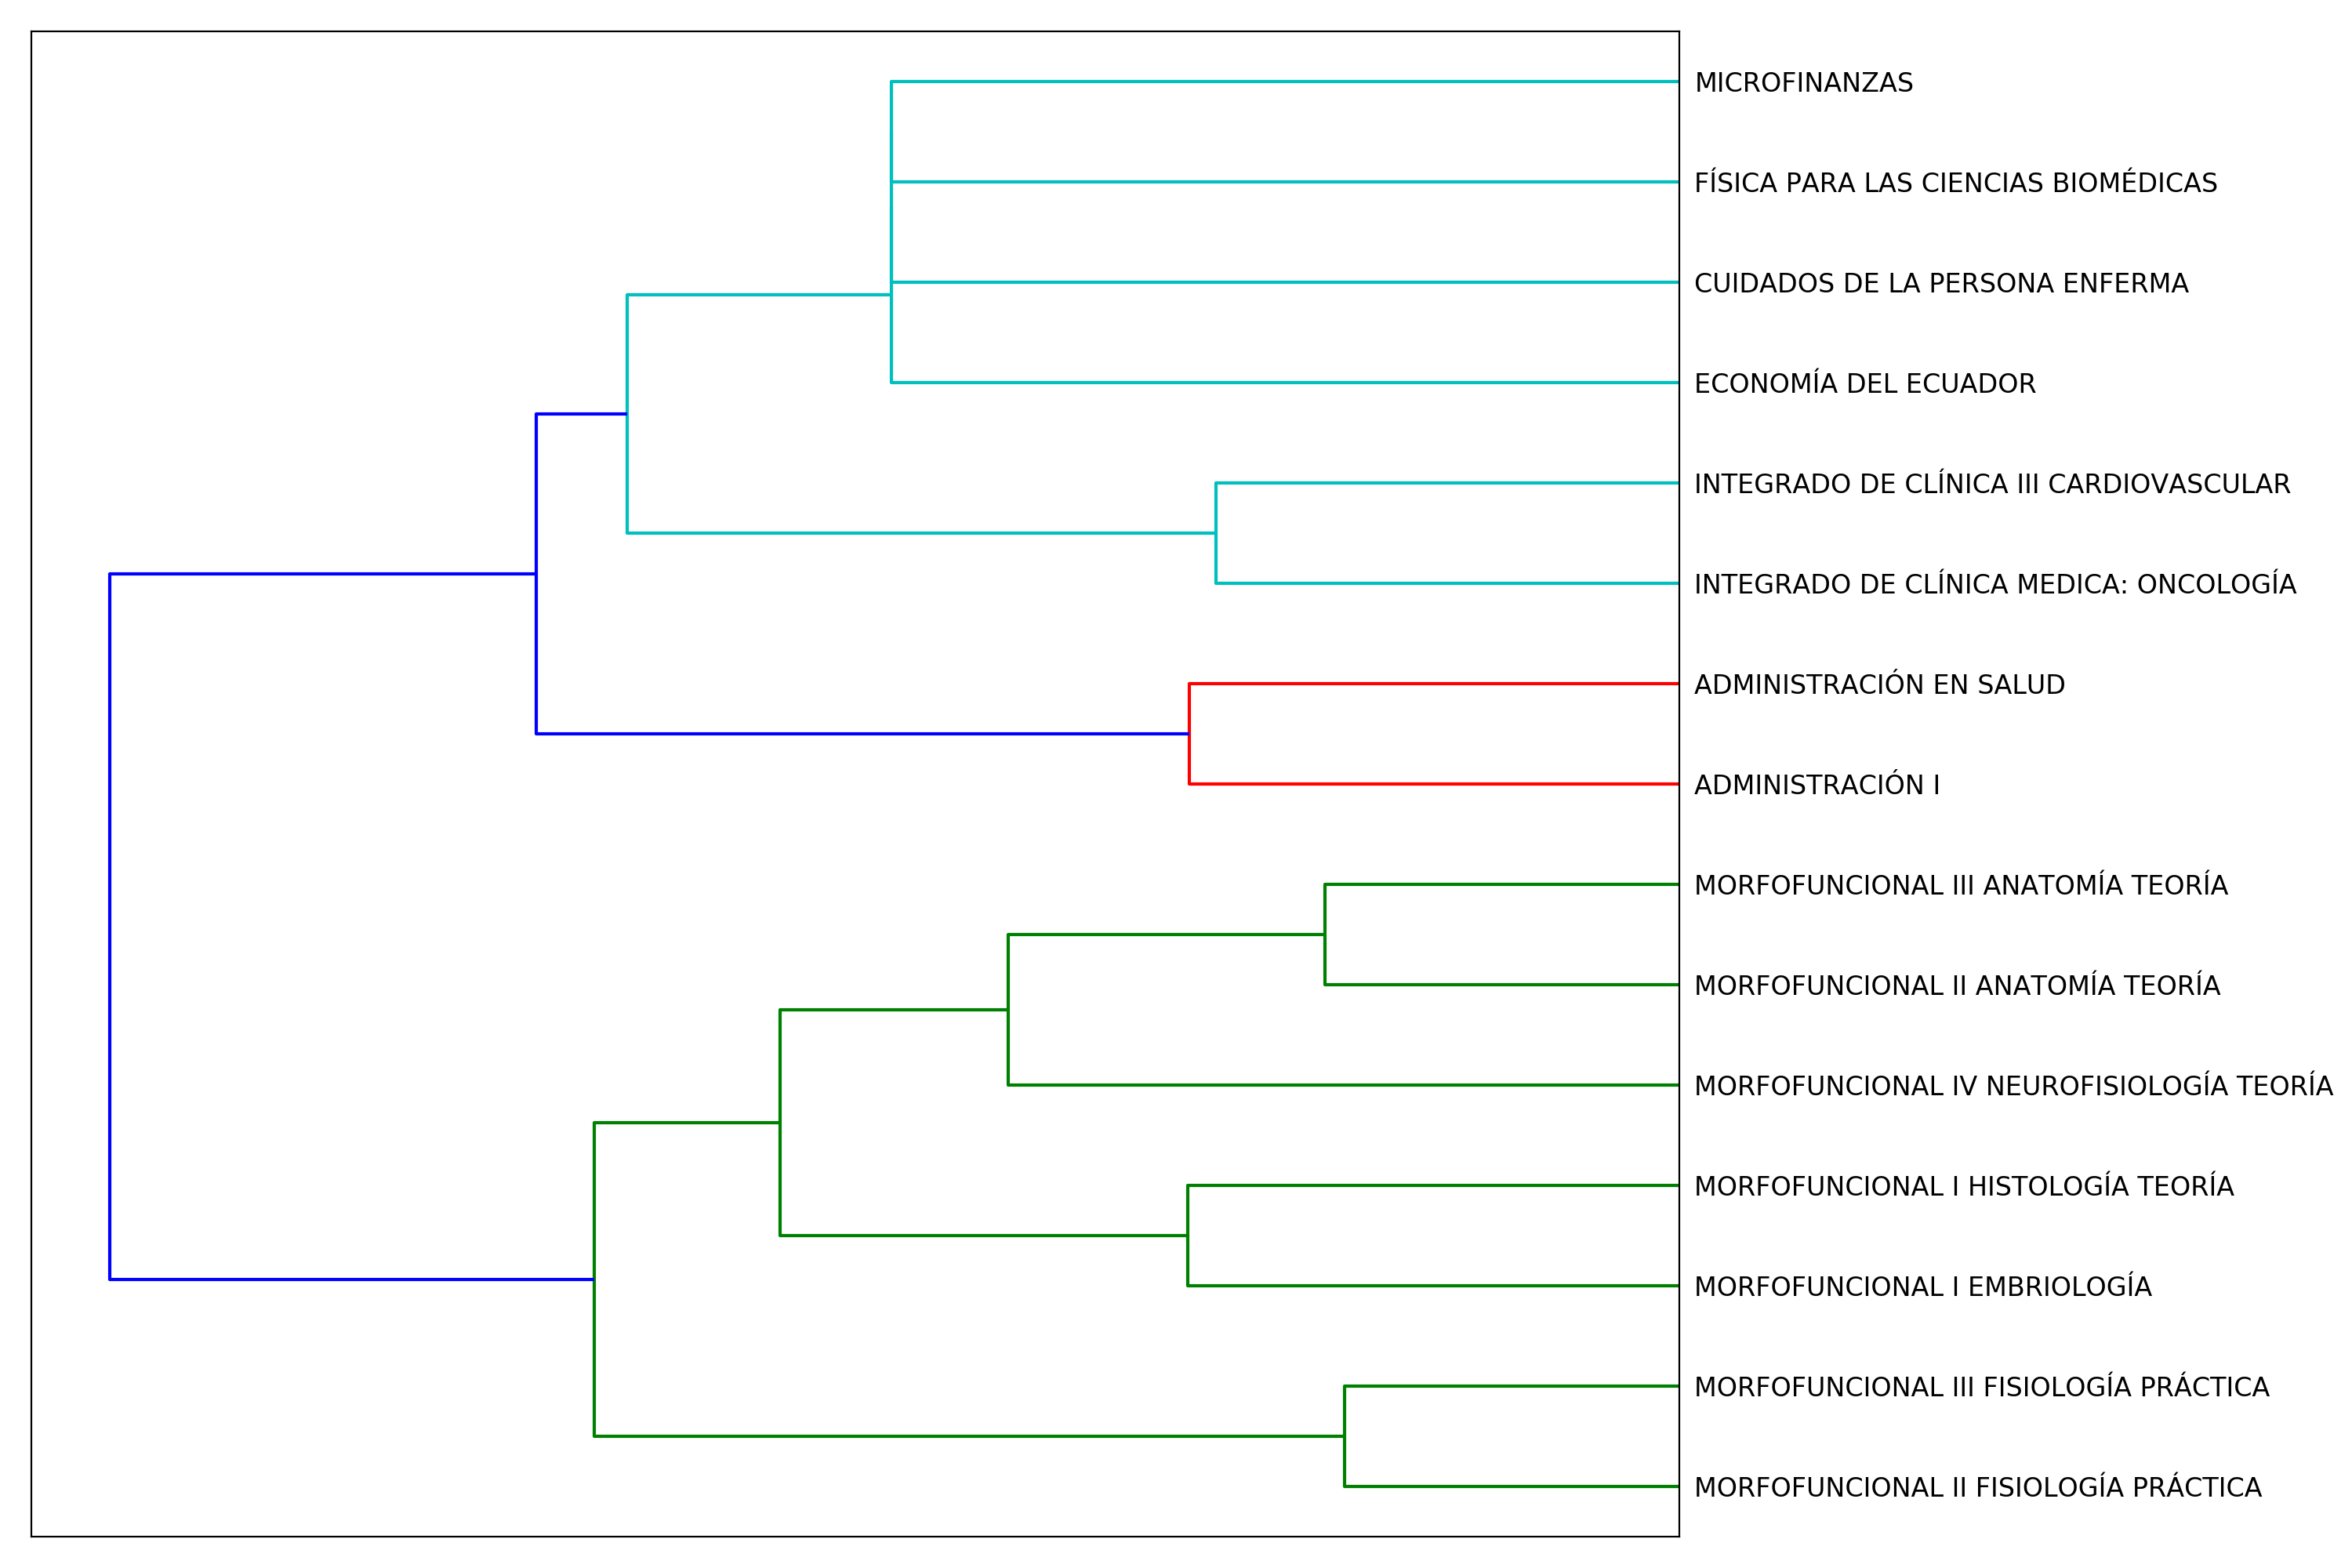 MICROFINANZAS
FÍSICA PARA LAS CIENCIAS BIOMÉDICAS
CUIDADOS DE LA PERSONA ENFERMA
ECONOMÍA DEL ECUADOR
INTEGRADO DE CLÍNICA III CARDIOVASCULAR
INTEGRADO DE CLÍNICA MEDICA: ONCOLOGÍA
ADMINISTRACIÓN EN SALUD
ADMINISTRACIÓN I
MORFOFUNCIONAL III ANATOMÍA TEORÍA
MORFOFUNCIONAL II ANATOMÍA TEORÍA
MORFOFUNCIONAL IV NEUROFISIOLOGÍA TEORÍA
MORFOFUNCIONAL I HISTOLOGÍA TEORÍA
MORFOFUNCIONAL I EMBRIOLOGÍA
MORFOFUNCIONAL III FISIOLOGÍA PRÁCTICA
MORFOFUNCIONAL II FISIOLOGÍA PRÁCTICA